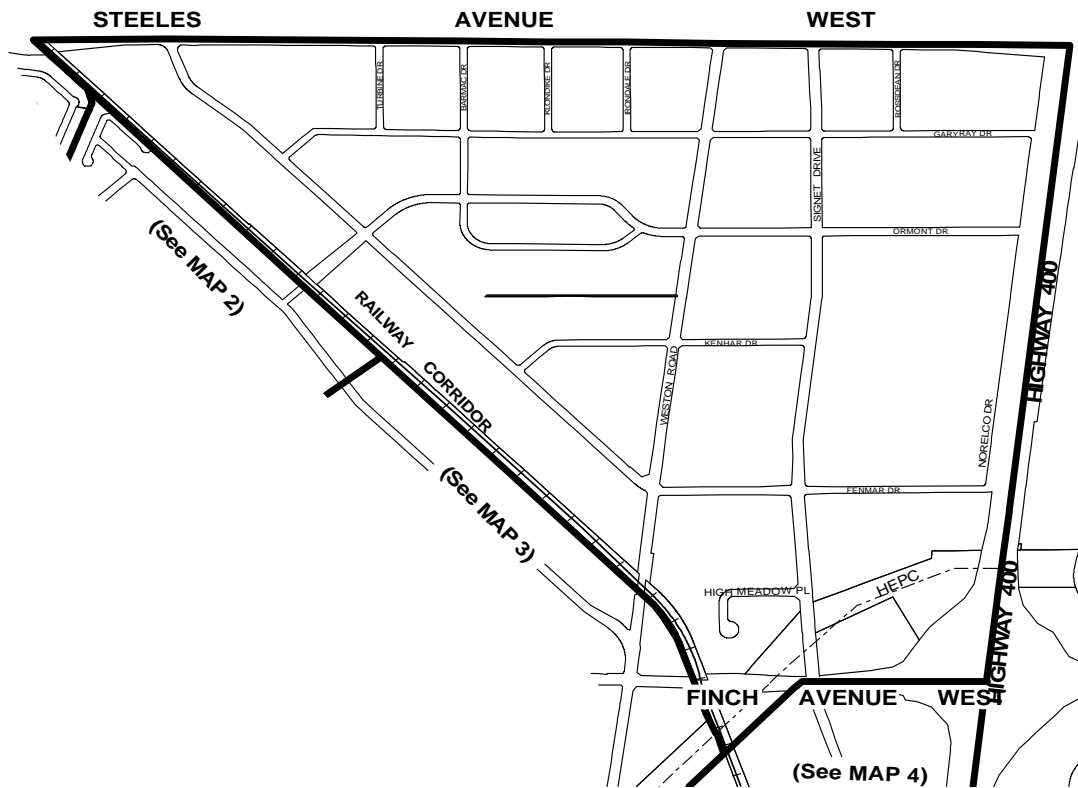 STEELES AVENUE WEST
TURBINE DR
BARMAC DR
KLONDIKE DR
IRONDALE DR
ROSSDEAN DR
GARYRAY DR
SIGNET DRIVE
ORMONT DR
(See MAP 2)
RAILWAY CORRIDOR
HIGHWAY 400
KENHAR DR
WESTON ROAD
NORELCO DR
(See MAP 3)
FENMAR DR
HIGH MEADOW PL
HEPC
HIGHWAY 400
FINCH AVENUE WEST
(See MAP 4)